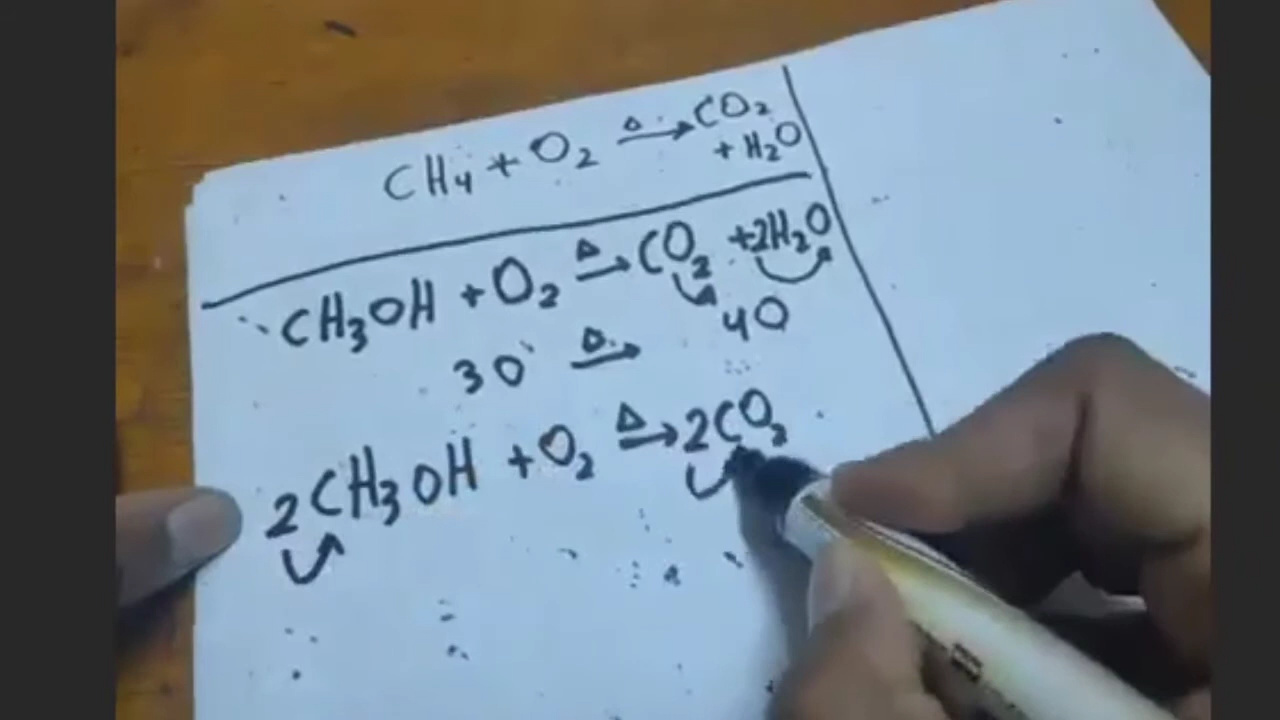 CH₄ + O₂ →Δ CO₂
+ H₂O
CH₃OH + O₂ →Δ CO₂ + 2H₂O
4O
3O →Δ
2CH₃OH + O₂ →Δ 2CO₂